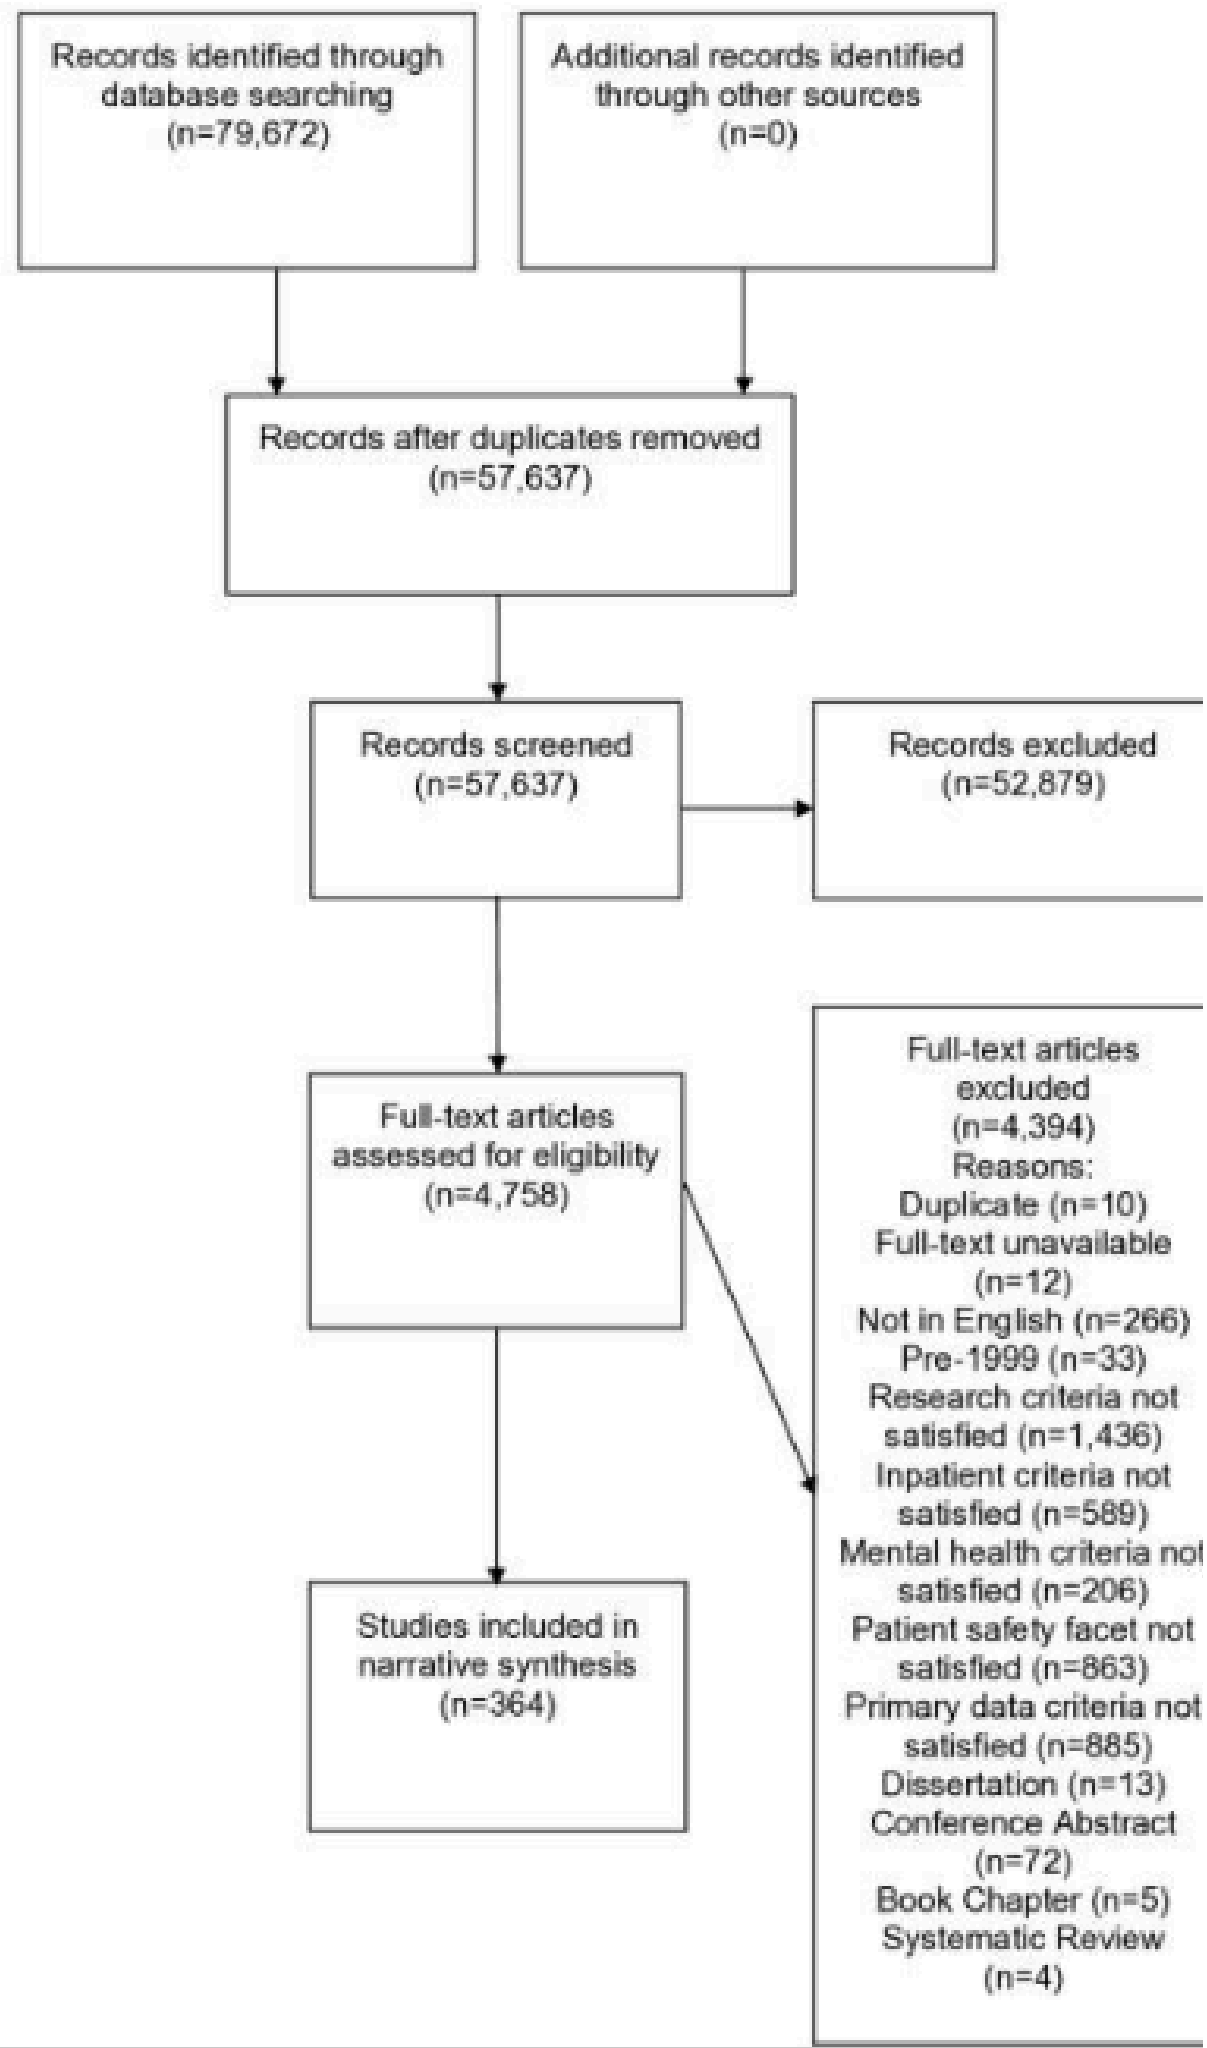 Records identified through
database searching
(n=79,672)
Additional records identified
through other sources
(n=0)
Records after duplicates removed
(n=57,637)
Records screened
(n=57,637)
Records excluded
(n=52,879)
Full-text articles
assessed for eligibility
(n=4,758)
Full-text articles
excluded
(n=4,394)
Reasons:
Duplicate (n=10)
Full-text unavailable
(n=12)
Not in English (n=266)
Pre-1999 (n=33)
Research criteria not
satisfied (n=1,436)
Inpatient criteria not
satisfied (n=589)
Mental health criteria not
satisfied (n=206)
Patient safety facet not
satisfied (n=863)
Primary data criteria not
satisfied (n=885)
Dissertation (n=13)
Conference Abstract
(n=72)
Book Chapter (n=5)
Systematic Review
(n=4)
Studies included in
narrative synthesis
(n=364)